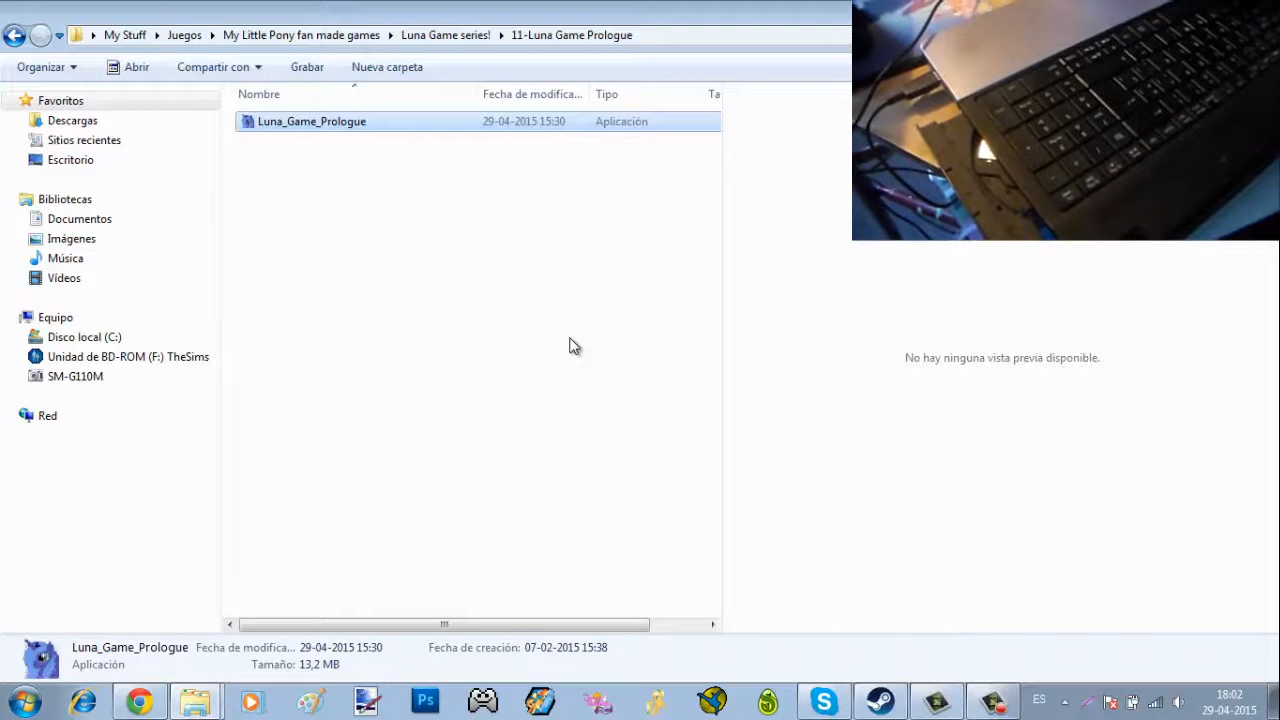 My Stuff Juegos My Little Pony fan made games Luna Game series! 11-Luna Game Prologue
Organizar Abrir Compartir con Grabar Nueva carpeta
Nombre Fecha de modifica... Tipo Ta
Luna_Game_Prologue 29-04-2015 15:30 Aplicación
Favoritos
Descargas
Sitios recientes
Escritorio
Bibliotecas
Documentos
Imágenes
Música
Vídeos
Equipo
Disco local (C:)
Unidad de BD-ROM (F:) TheSims
SM-G110M
Red
No hay ninguna vista previa disponible.
Luna_Game_Prologue Fecha de modifica... 29-04-2015 15:30 Fecha de creación: 07-02-2015 15:38
Aplicación Tamaño: 13,2 MB
Ps
ES
18:02
29-04-2015